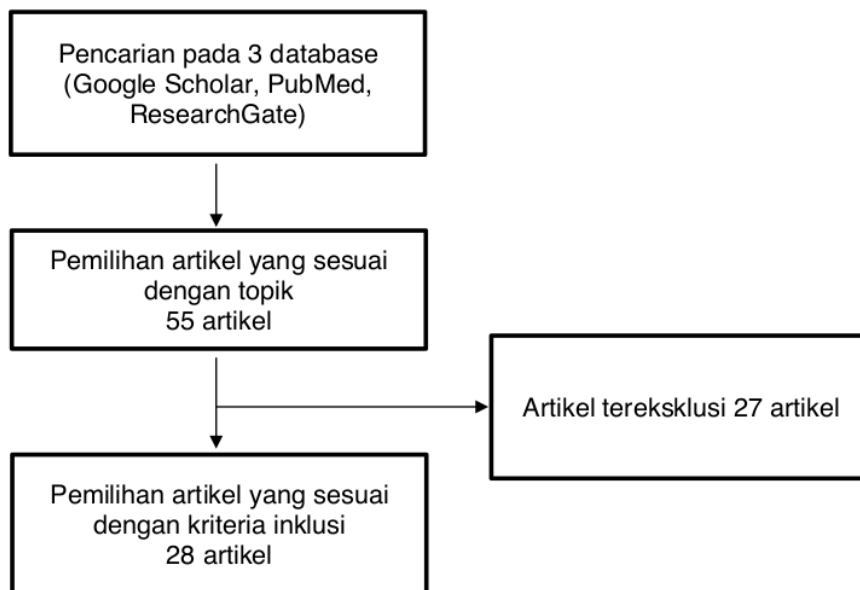 Pencarian pada 3 database
(Google Scholar, PubMed,
ResearchGate)
Pemilihan artikel yang sesuai
dengan topik
55 artikel
Artikel tereksklusi 27 artikel
Pemilihan artikel yang sesuai
dengan kriteria inklusi
28 artikel